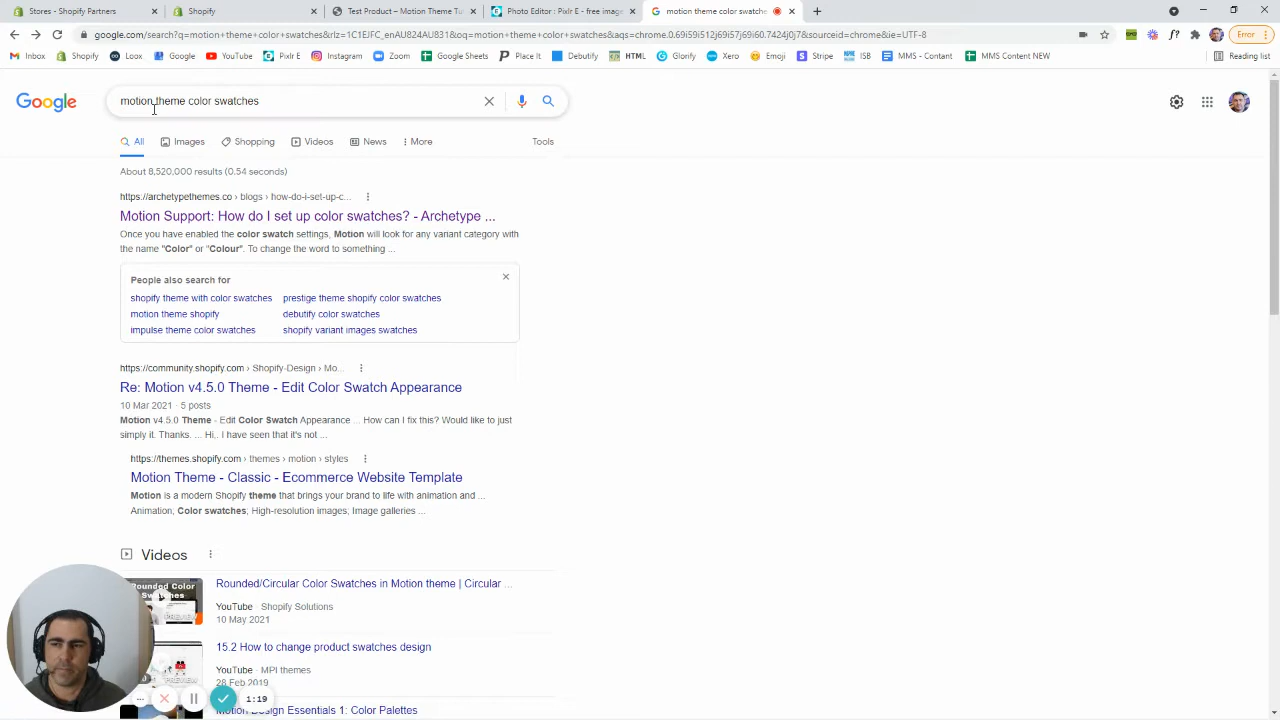 Stores - Shopify Partners
Shopify
Test Product – Motion Theme Tu
Photo Editor : Pixlr E - free imag
motion theme color swatches
Error
google.com/search?q=motion+theme+color+swatches&rlz=1C1EJFC_enAU824AU831&oq=motion+theme+color+swatches&aqs=chrome.0.69i59i512j69i57j69i60.7424j0j7&sourceid=chrome&ie=UTF-8
Inbox
Shopify
Loox
Google
YouTube
Pixlr E
Instagram
Zoom
Google Sheets
Place It
Debutify
HTML
Glorify
Xero
Emoji
Stripe
ISB
MMS - Content
MMS Content NEW
Reading list
Google
motion theme color swatches
All
Images
Shopping
Videos
News
More
Tools
About 8,520,000 results (0.54 seconds)
https://archetypethemes.co › blogs › how-do-i-set-up-c...
Motion Support: How do I set up color swatches? - Archetype ...
Once you have enabled the color swatch settings, Motion will look for any variant category with
the name "Color" or "Colour". To change the word to something ...
People also search for
shopify theme with color swatches
prestige theme shopify color swatches
motion theme shopify
debutify color swatches
impulse theme color swatches
shopify variant images swatches
https://community.shopify.com › Shopify-Design › Mo...
Re: Motion v4.5.0 Theme - Edit Color Swatch Appearance
10 Mar 2021 · 5 posts
Motion v4.5.0 Theme - Edit Color Swatch Appearance ... How can I fix this? Would like to just
simply it. Thanks. ... Hi,. I have seen that it's not ...
https://themes.shopify.com › themes › motion › styles
Motion Theme - Classic - Ecommerce Website Template
Motion is a modern Shopify theme that brings your brand to life with animation and ...
Animation, Color swatches; High-resolution images; Image galleries ...
Videos
Rounded Color
Swatches in
PREVIEW
Rounded/Circular Color Swatches in Motion theme | Circular ...
YouTube · Shopify Solutions
10 May 2021
PREVIEW
15.2 How to change product swatches design
YouTube · MPI themes
28 Feb 2019
Motion Design Essentials 1: Color Palettes
1:19